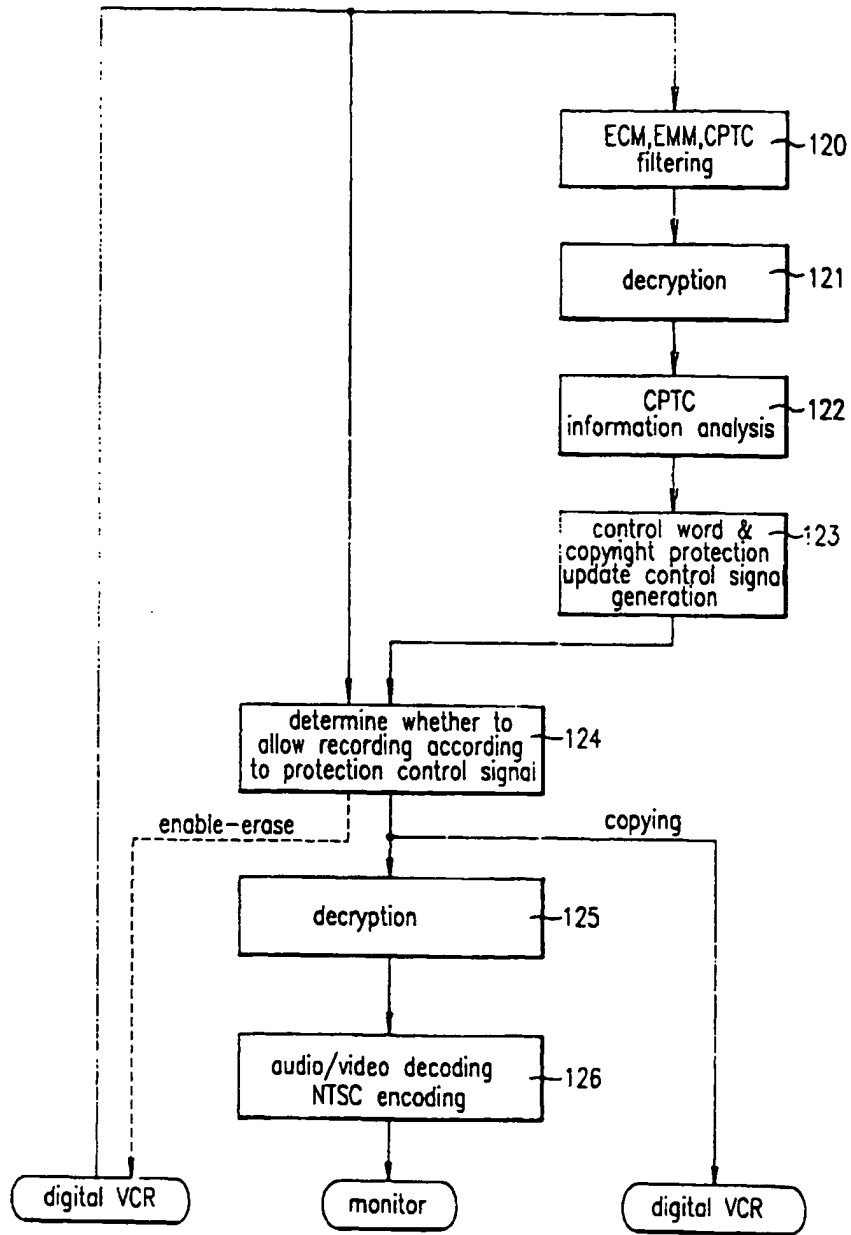 ECM,EMM,CPTC
filtering
120
decryption
121
CPTC
information analysis
122
control word &
copyright protection
update control signal
generation
123
determine whether to
allow recording according
to protection control signal
124
enable-erase
copying
decryption
125
audio/video decoding
NTSC encoding
126
digital VCR
monitor
digital VCR